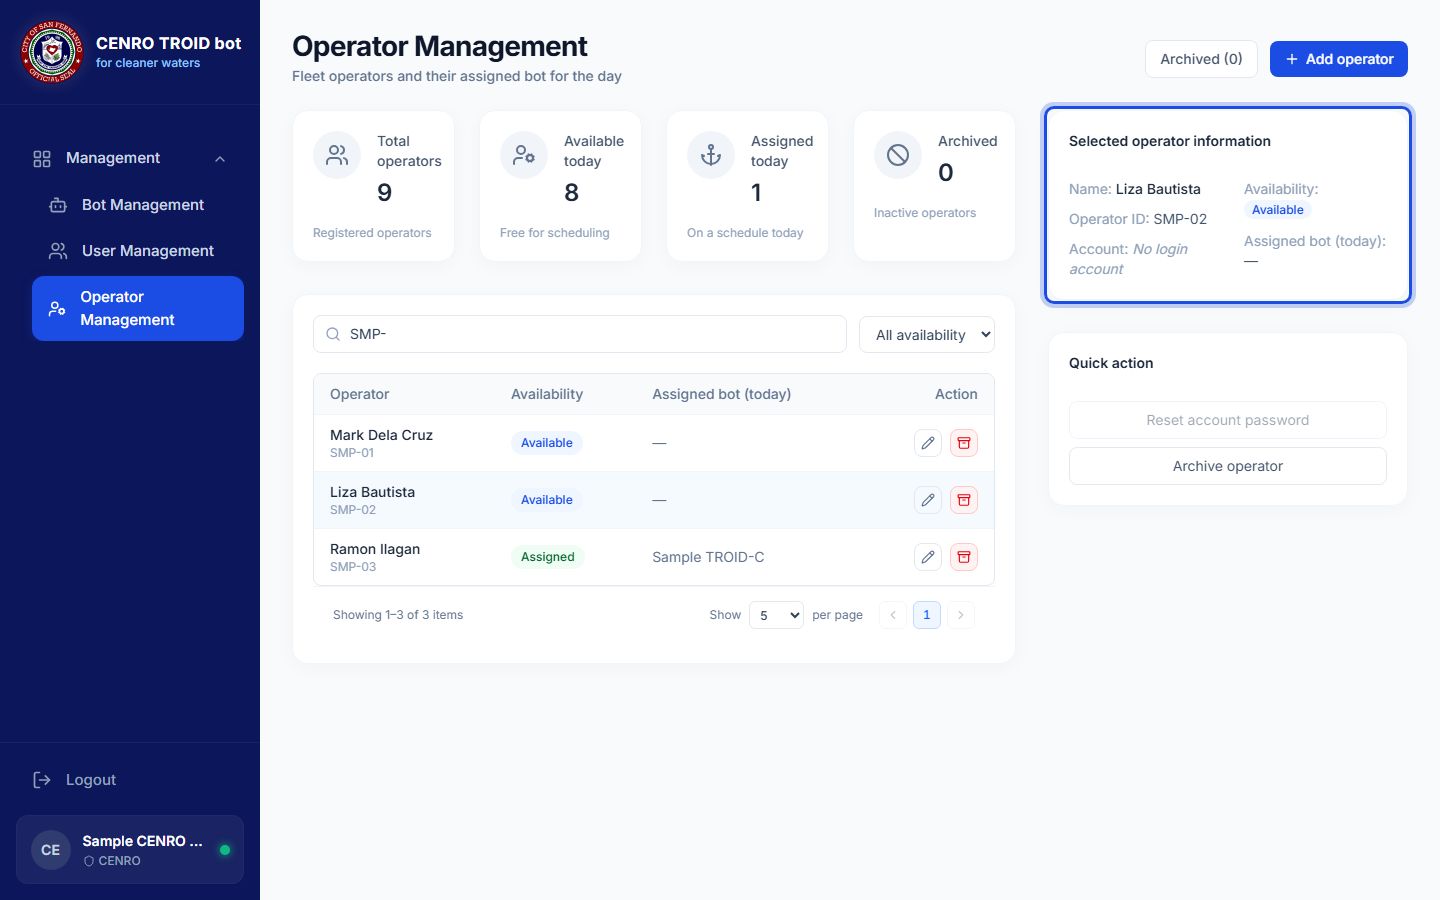 CITY OF SAN FERNANDO
OFFICIAL SEAL
CENRO TROID bot
for cleaner waters
Management
Bot Management
User Management
Operator
Management
Logout
CE
Sample CENRO ...
CENRO
Operator Management
Fleet operators and their assigned bot for the day
Archived (0)
+ Add operator
Total
operators
9
Registered operators
Available
today
8
Free for scheduling
Assigned
today
1
On a schedule today
Archived
0
Inactive operators
SMP-
All availability
Operator Availability Assigned bot (today) Action
Mark Dela Cruz
SMP-01
Available
—
Liza Bautista
SMP-02
Available
—
Ramon Ilagan
SMP-03
Assigned
Sample TROID-C
Showing 1–3 of 3 items
Show 5 per page
1
Selected operator information
Name: Liza Bautista
Operator ID: SMP-02
Account: No login
account
Availability:
Available
Assigned bot (today):
—
Quick action
Reset account password
Archive operator